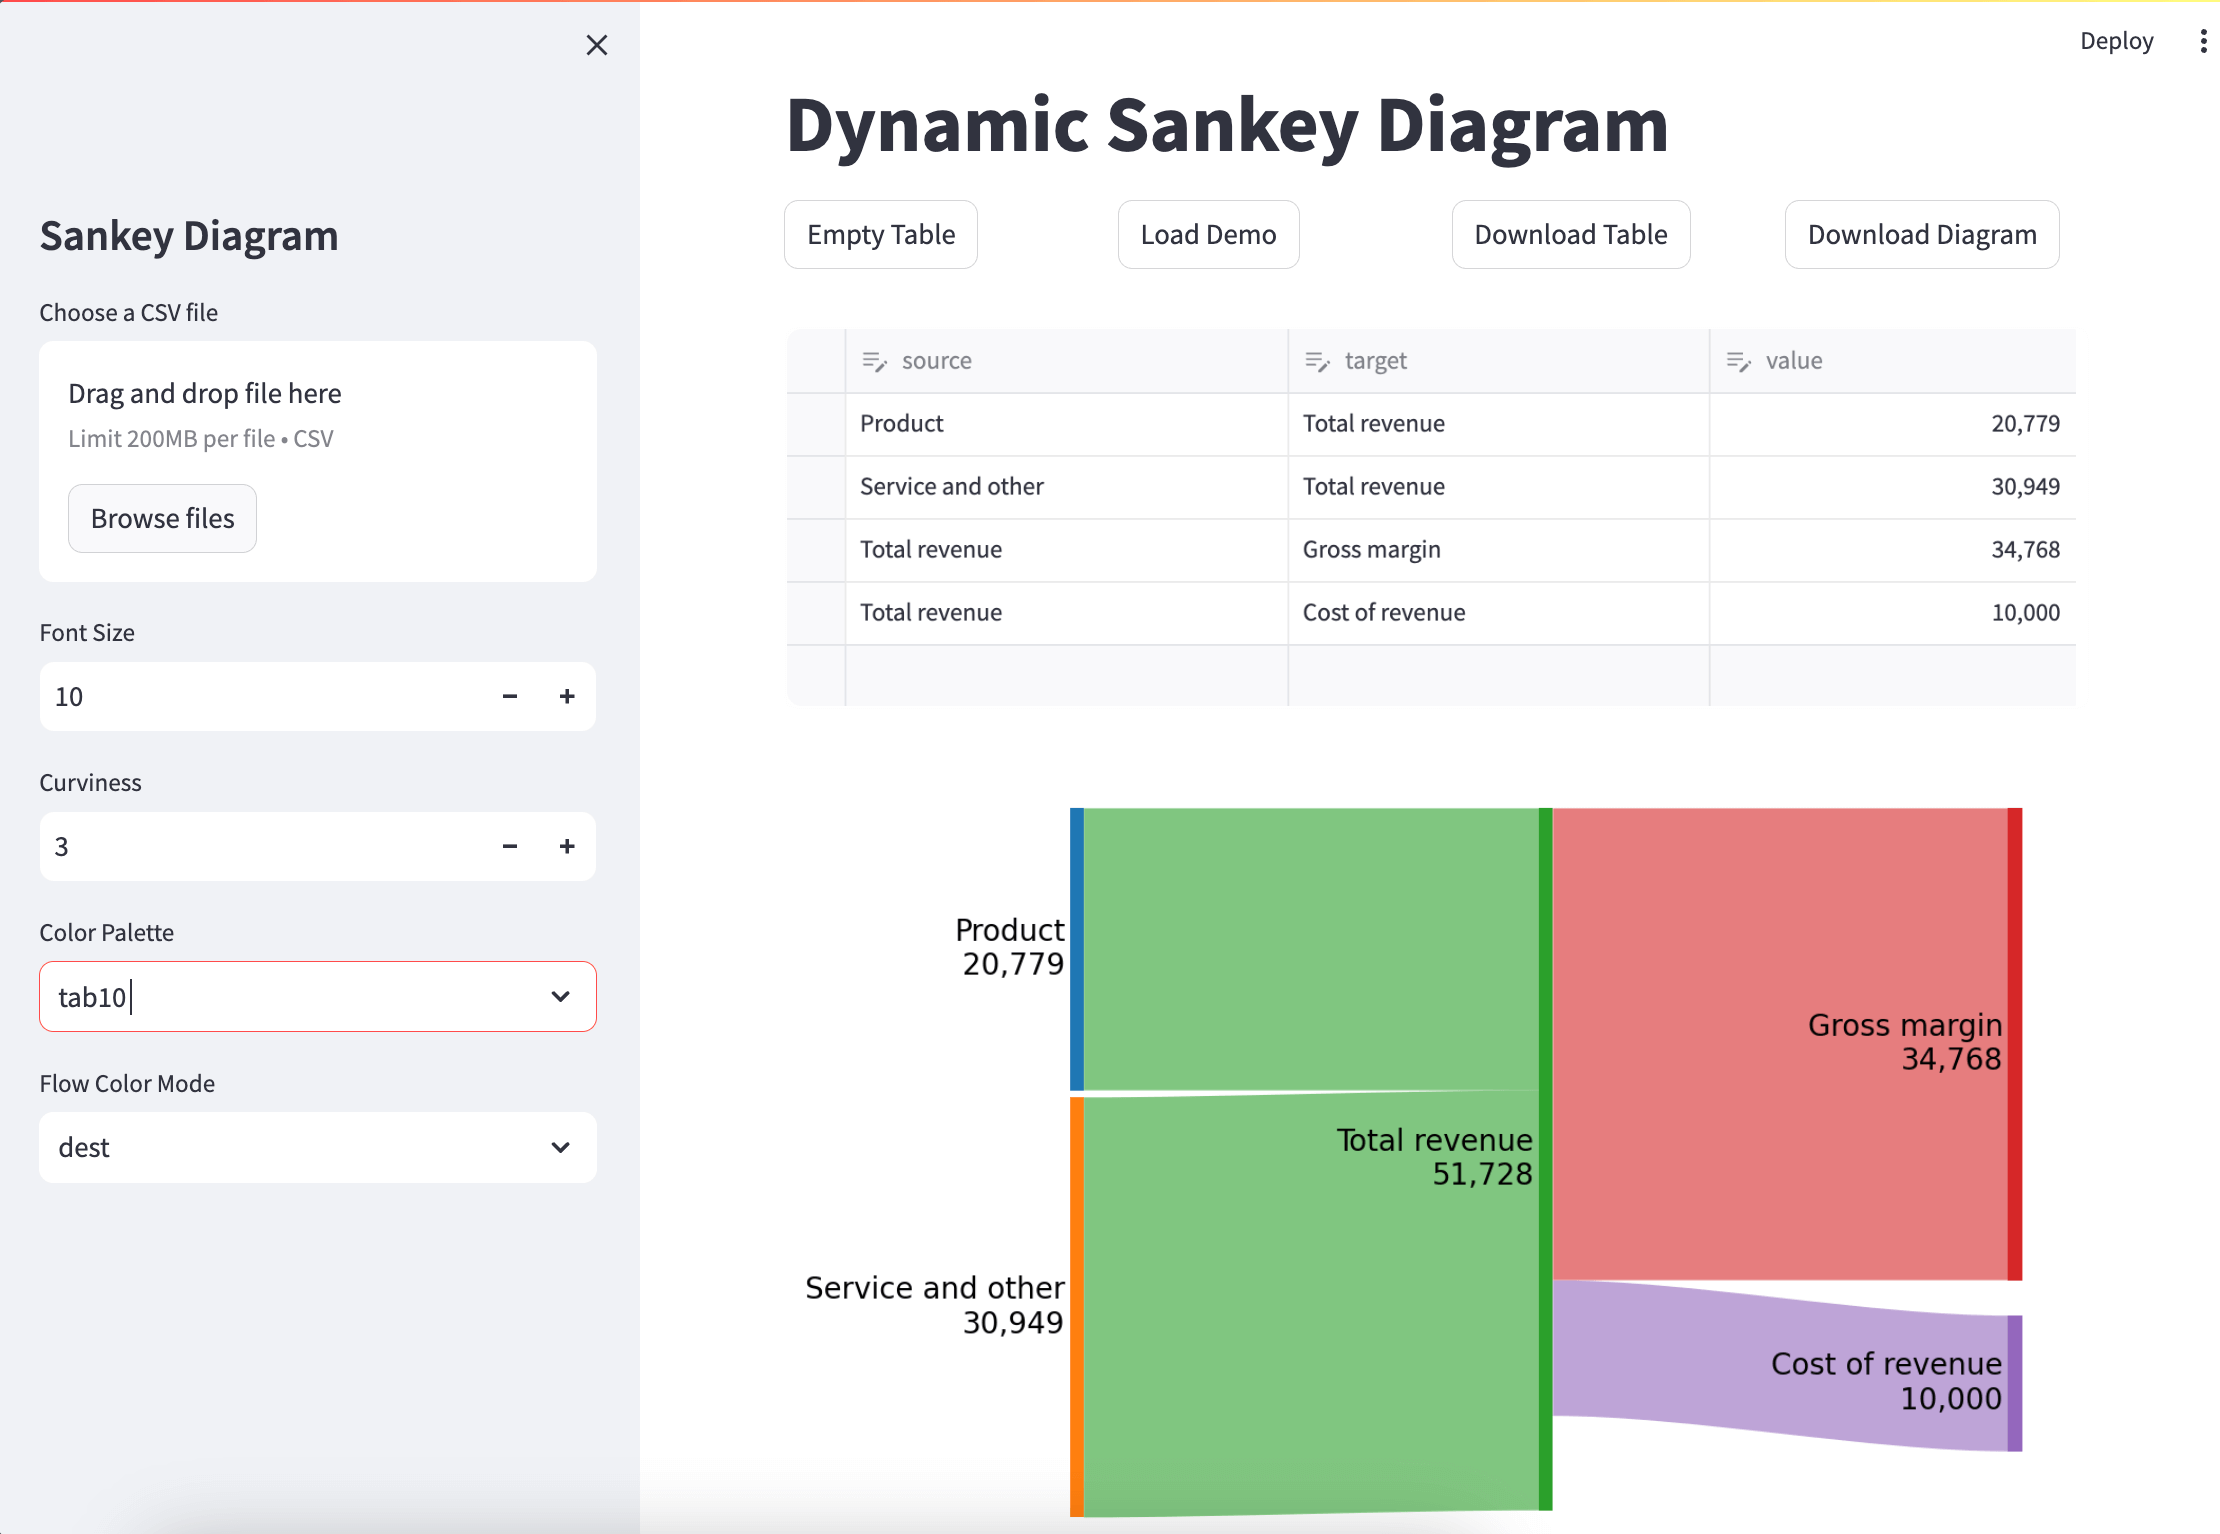 Deploy
Sankey Diagram
Choose a CSV file
Drag and drop file here
Limit 200MB per file • CSV
Browse files
Font Size
10
Curviness
3
Color Palette
tab10
Flow Color Mode
dest
Dynamic Sankey Diagram
Empty Table
Load Demo
Download Table
Download Diagram
source target value
Product Total revenue 20,779
Service and other Total revenue 30,949
Total revenue Gross margin 34,768
Total revenue Cost of revenue 10,000
Product
20,779
Gross margin
34,768
Total revenue
51,728
Service and other
30,949
Cost of revenue
10,000